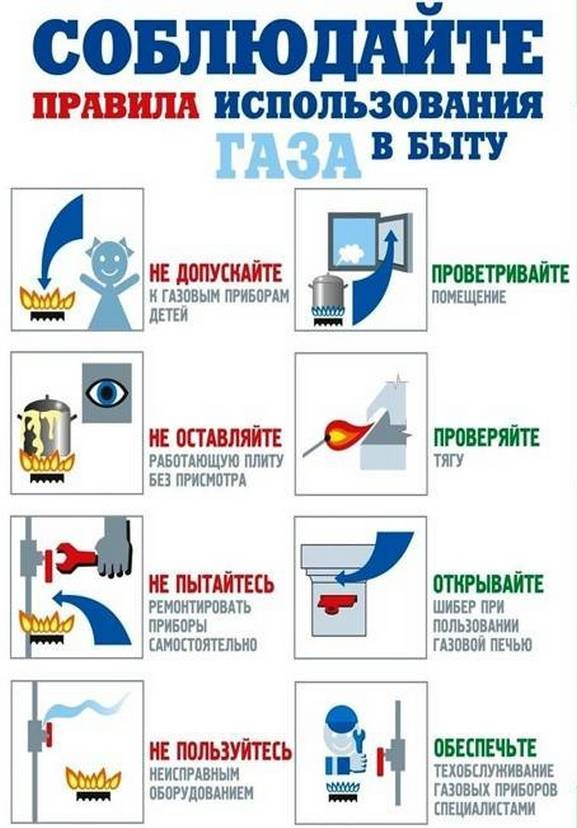 СОБЛЮДАЙТЕ
ПРАВИЛА ИСПОЛЬЗОВАНИЯ
ГАЗА В БЫТУ
НЕ ДОПУСКАЙТЕ
К ГАЗОВЫМ ПРИБОРАМ
ДЕТЕЙ
ПРОВЕТРИВАЙТЕ
ПОМЕЩЕНИЕ
НЕ ОСТАВЛЯЙТЕ
РАБОТАЮЩУЮ ПЛИТУ
БЕЗ ПРИСМОТРА
ПРОВЕРЯЙТЕ
ТЯГУ
НЕ ПЫТАЙТЕСЬ
РЕМОНТИРОВАТЬ
ПРИБОРЫ
САМОСТОЯТЕЛЬНО
ОТКРЫВАЙТЕ
ШИБЕР ПРИ
ПОЛЬЗОВАНИИ
ГАЗОВОЙ ПЕЧЬЮ
НЕ ПОЛЬЗУЙТЕСЬ
НЕИСПРАВНЫМ
ОБОРУДОВАНИЕМ
ОБЕСПЕЧЬТЕ
ТЕХОБСЛУЖИВАНИЕ
ГАЗОВЫХ ПРИБОРОВ
СПЕЦИАЛИСТАМИ